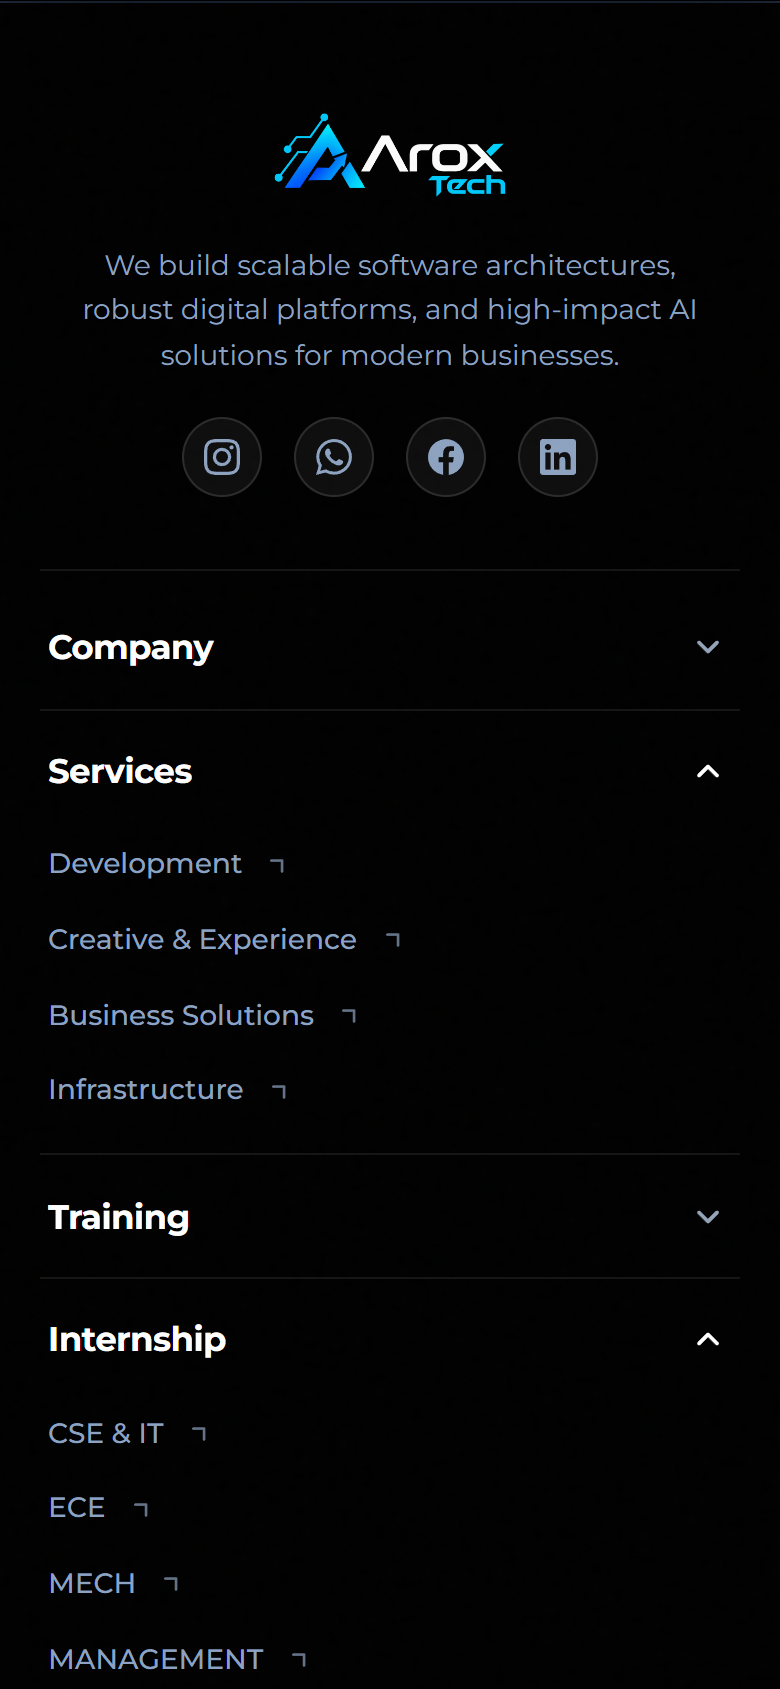 Arox
Tech
We build scalable software architectures,
robust digital platforms, and high-impact AI
solutions for modern businesses.
Company
Services
Development
Creative & Experience
Business Solutions
Infrastructure
Training
Internship
CSE & IT
ECE
MECH
MANAGEMENT